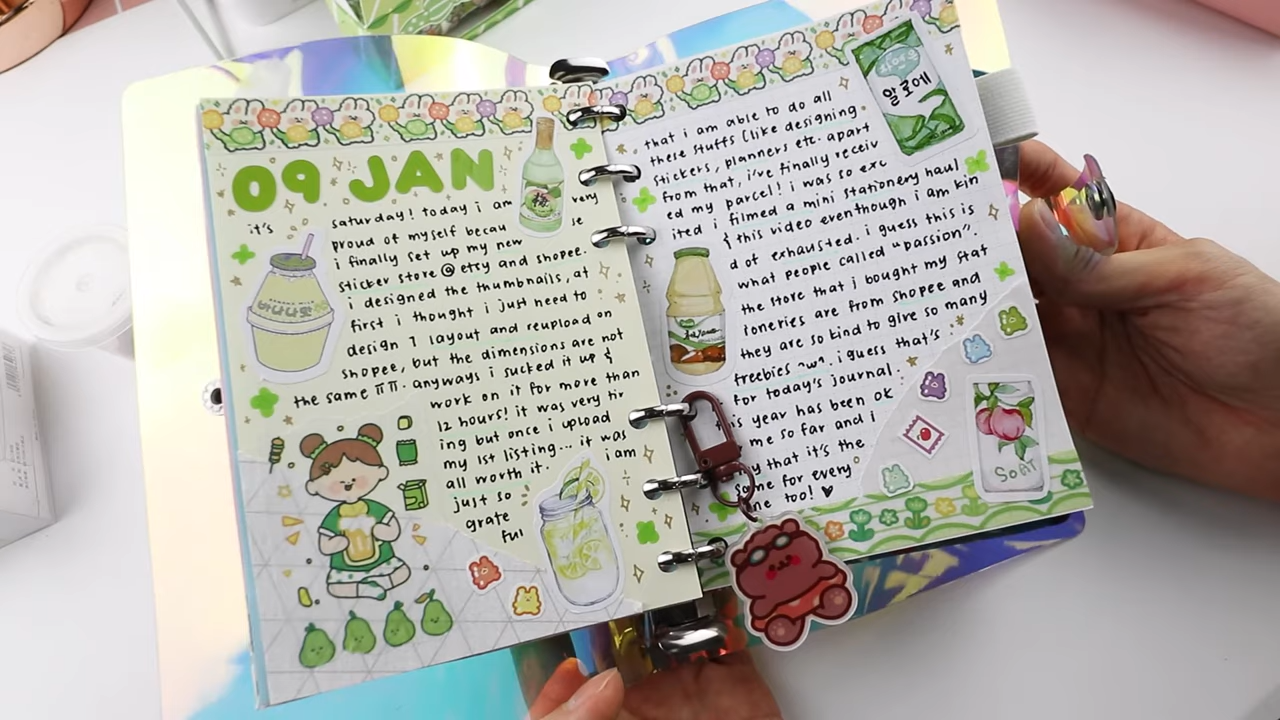 09 JAN
it's saturday! today i am very
proud of myself becau se
i finally set up my new
sticker store @ etsy and shopee.
i designed the thumbnails, at
first i thought i just need to
design 1 layout and reupload on
shopee, but the dimensions are not
the same ㅠㅠ. anyways i sucked it up &
work on it for more than
12 hours! it was very tir
ing but once i upload
my 1st listing... it was
all worth it. i am
just so
grate
ful
바나나맛
that i am able to do all
these stuffs (like designing
stickers, planners etc. apart
from that, i've finally receiv
ed my parcel! i was so exc
ited i filmed a mini stationery haul
& this video eventhough i am kin
d of exhausted. i guess this is
what people called "passion".
the store that i bought my stat
ioneries are from shopee and
they are so kind to give so many
freebies ^w^. i guess that's
for today's journal.
year has been ok
me so far and i
that it's the
same for every
too! ♥
알로에